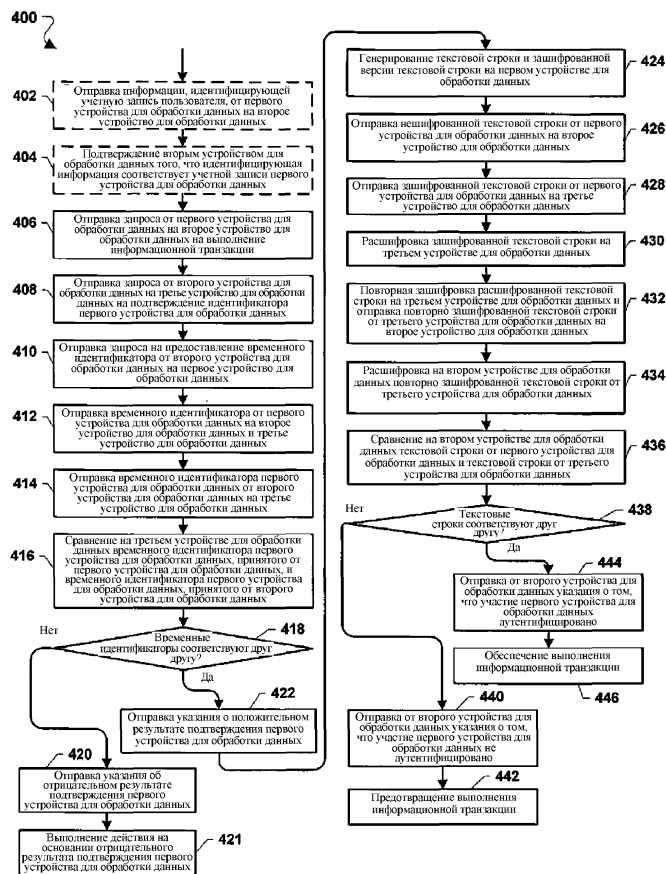 400
402
Отправка информации, идентифицирующей
учетную запись пользователя, от первого
устройства для обработки данных на второе
устройство для обработки данных
404
Подтверждение вторым устройством для
обработки данных того, что идентифицирующая
информация соответствует учетной записи первого
устройства для обработки данных
406
Отправка запроса от первого устройства для
обработки данных на второе устройство для
обработки данных на выполнение
информационной транзакции
408
Отправка запроса от второго устройства для
обработки данных на третье устройство для обработки
данных на подтверждение идентификатора
первого устройства для обработки данных
410
Отправка запроса на предоставление временного
идентификатора от второго устройства для
обработки данных на первое устройство для
обработки данных
412
Отправка временного идентификатора от первого
устройства для обработки данных на
второе устройство для обработки данных и третье
устройство для обработки данных
414
Отправка временного идентификатора первого
устройства для обработки данных от второго
устройства для обработки данных на третье
устройство для обработки данных
416
Сравнение на третьем устройстве для обработки
данных временного идентификатора первого
устройства для обработки данных, принятого от
первого устройства для обработки данных, и
временного идентификатора первого устройства
для обработки данных, принятого от второго
устройства для обработки данных
418
Временные
идентификаторы соответствуют друг
другу?
Нет
Да
422
Отправка указания о положительном
результате подтверждения первого
устройства для обработки данных
420
Отправка указания об
отрицательном результате
подтверждения первого
устройства для обработки данных
421
Выполнение действия на
основании отрицательного
результата подтверждения первого
устройства для обработки данных
424
Генерирование текстовой строки и зашифрованной
версии текстовой строки на первом устройстве для
обработки данных
426
Отправка нешифрованной текстовой строки от первого
устройства для обработки данных на второе
устройство для обработки данных
428
Отправка зашифрованной текстовой строки от первого
устройства для обработки данных на третье
устройство для обработки данных
430
Расшифровка зашифрованной текстовой строки на
третьем устройстве для обработки данных
432
Повторная зашифровка расшифрованной текстовой
строки на третьем устройстве для обработки данных и
отправка повторно зашифрованной текстовой строки
от третьего устройства для обработки данных на
второе устройство для обработки данных
434
Расшифровка на втором устройстве для обработки
данных повторно зашифрованной текстовой строки от
третьего устройства для обработки данных
436
Сравнение на втором устройстве для обработки
данных текстовой строки от первого устройства для
обработки данных и текстовой строки от третьего
устройства для обработки данных
438
Текстовые
строки соответствуют друг
другу?
Нет
Да
444
Отправка от второго устройства для
обработки данных указания о том,
что участие первого устройства для
обработки данных
аутентифицировано
Обеспечение выполнения
информационной транзакции
446
440
Отправка от второго устройства для
обработки данных указания о том,
что участие первого устройства для
обработки данных не
аутентифицировано
442
Предотвращение выполнения
информационной транзакции